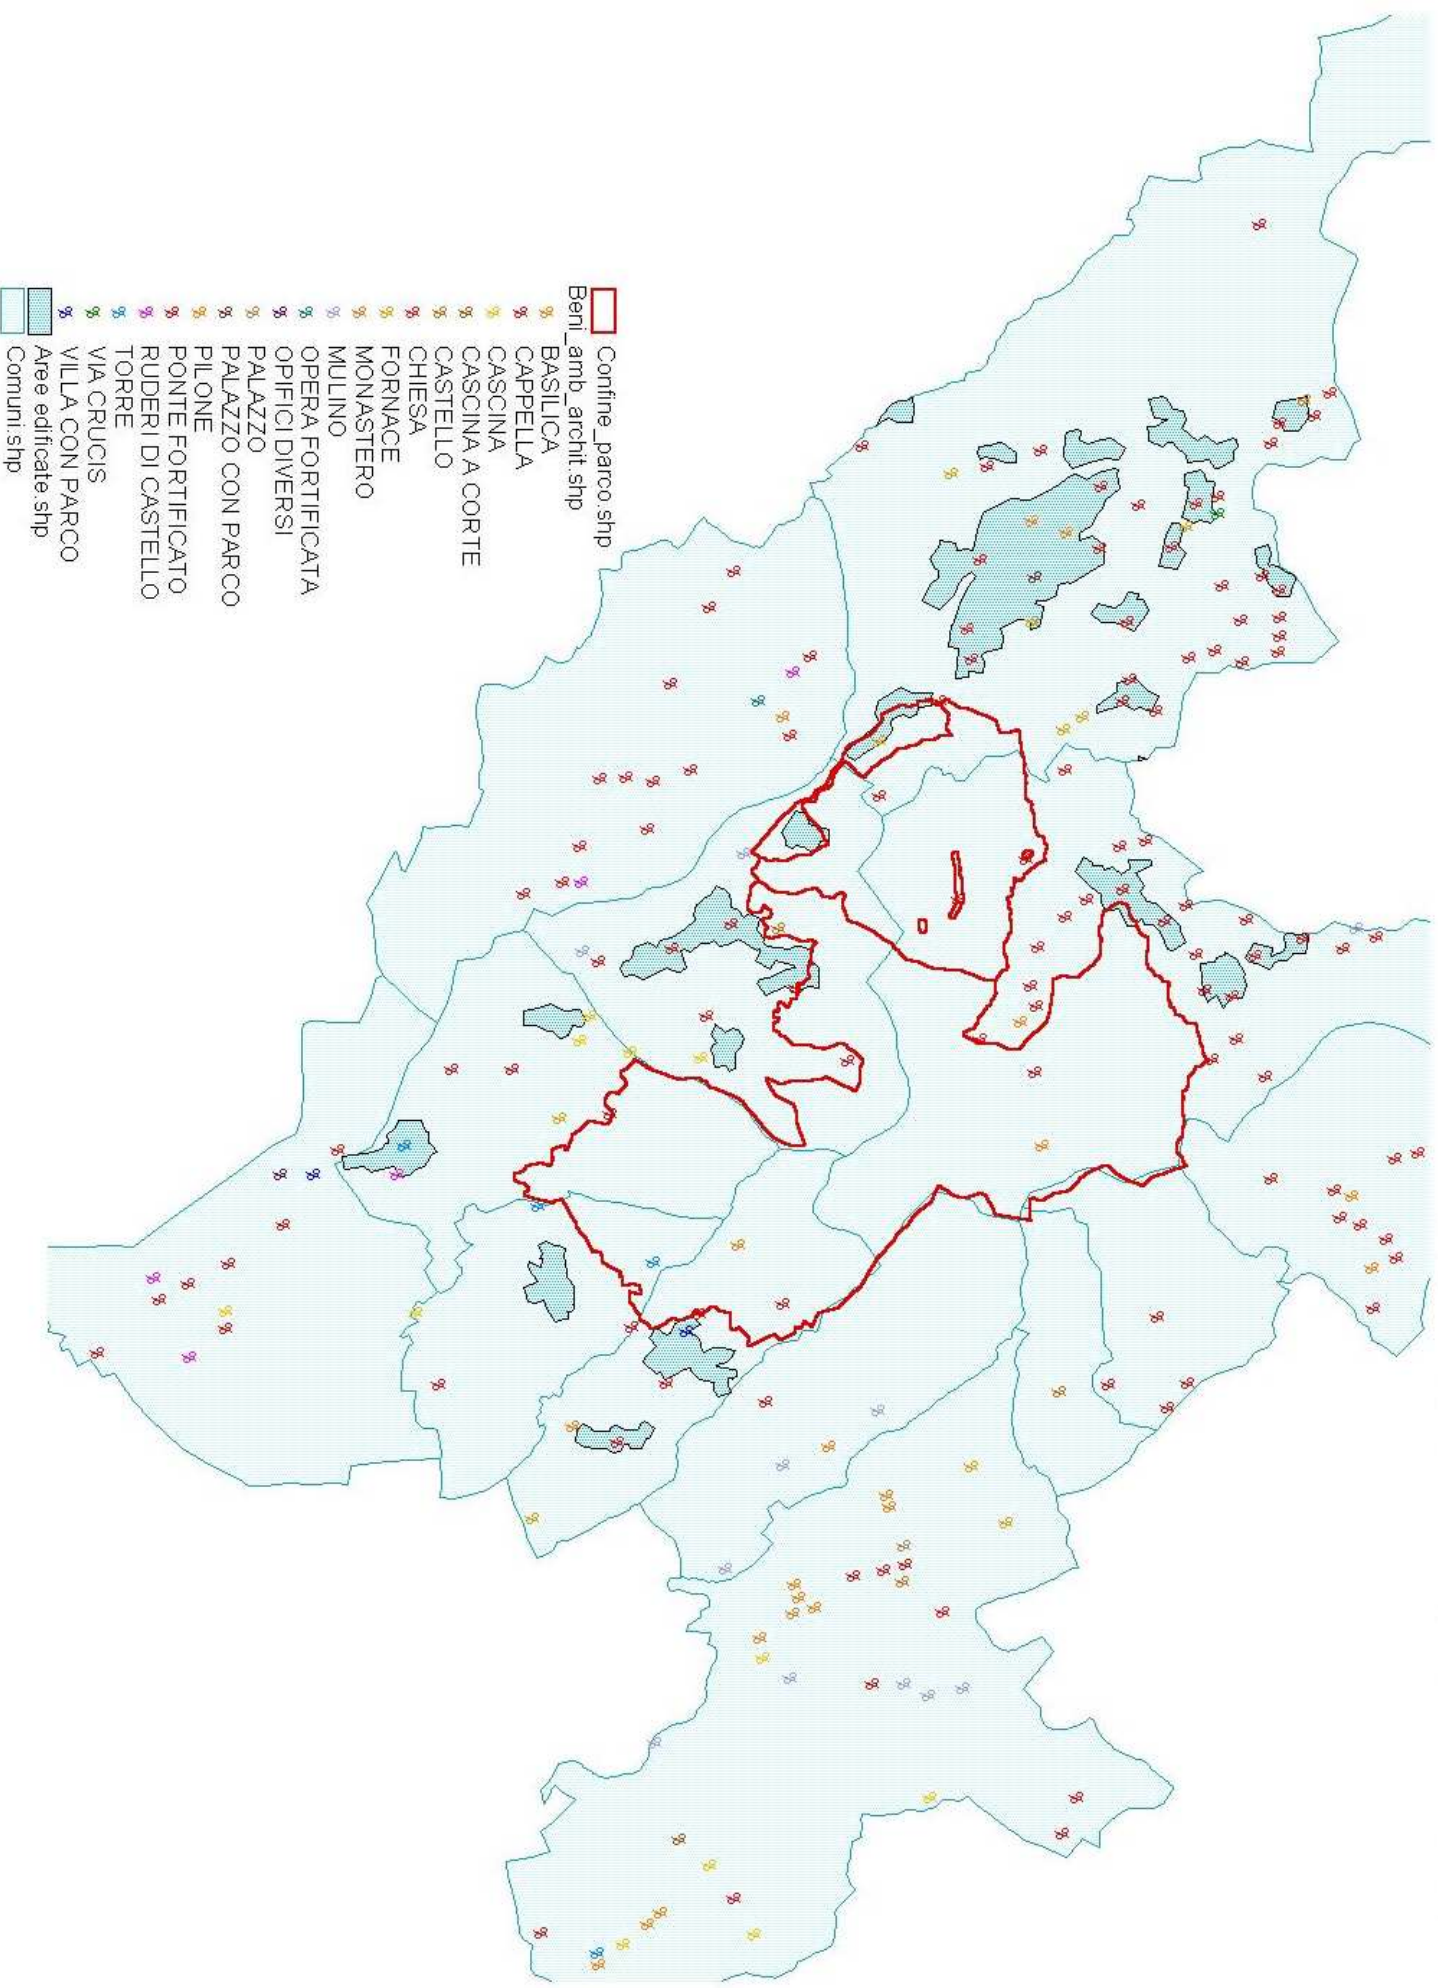 Confine_parco.shp
Beni_amb_archit.shp
BASILICA
CAPPELLA
CASCINA
CASCINA A CORTE
CASTELLO
CHIESA
FORNACE
MONASTERO
MULINO
OPERA FORTIFICATA
OPIFICI DIVERSI
PALAZZO
PALAZZO CON PARCO
PILONE
PONTE FORTIFICATO
RUDERI DI CASTELLO
TORRE
VIA CRUCIS
VILLA CON PARCO
Aree edificate.shp
Comuni.shp